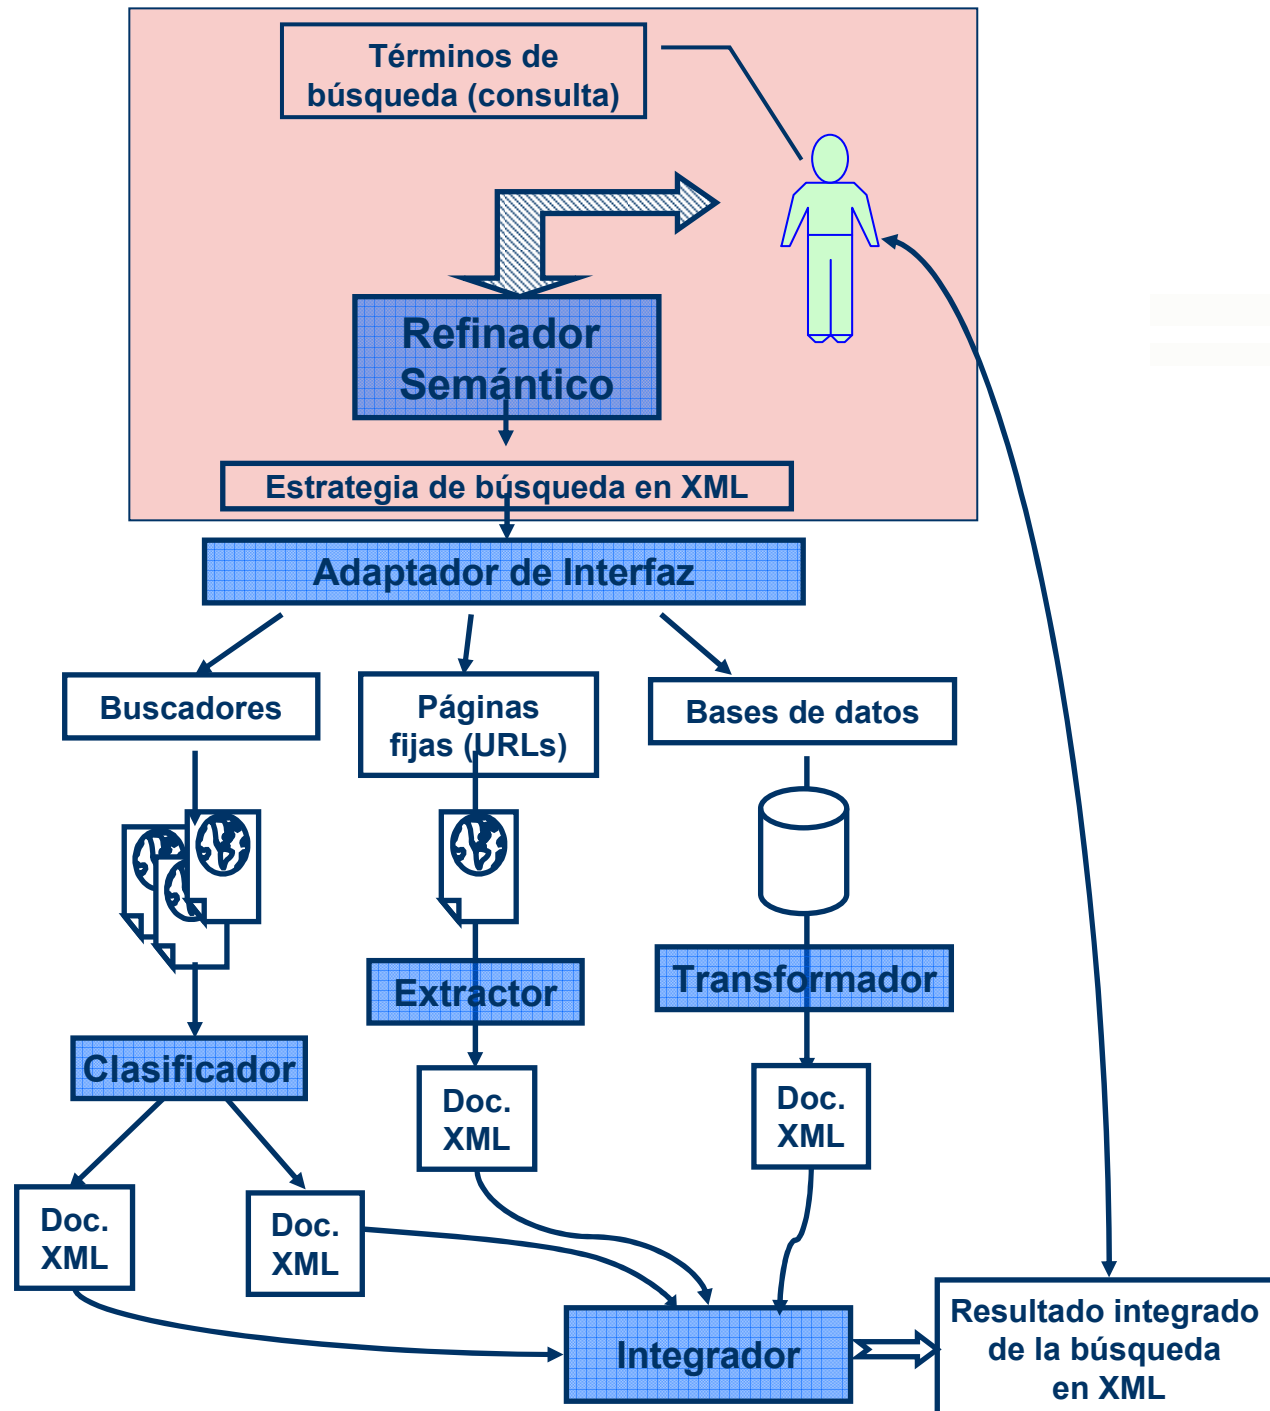 Términos de
búsqueda (consulta)
Refinador
Semántico
Estrategia de búsqueda en XML
Adaptador de Interfaz
Buscadores
Páginas
fijas (URLs)
Bases de datos
Extractor
Transformador
Clasificador
Doc.
XML
Doc.
XML
Doc.
XML
Doc.
XML
Integrador
Resultado integrado
de la búsqueda
en XML